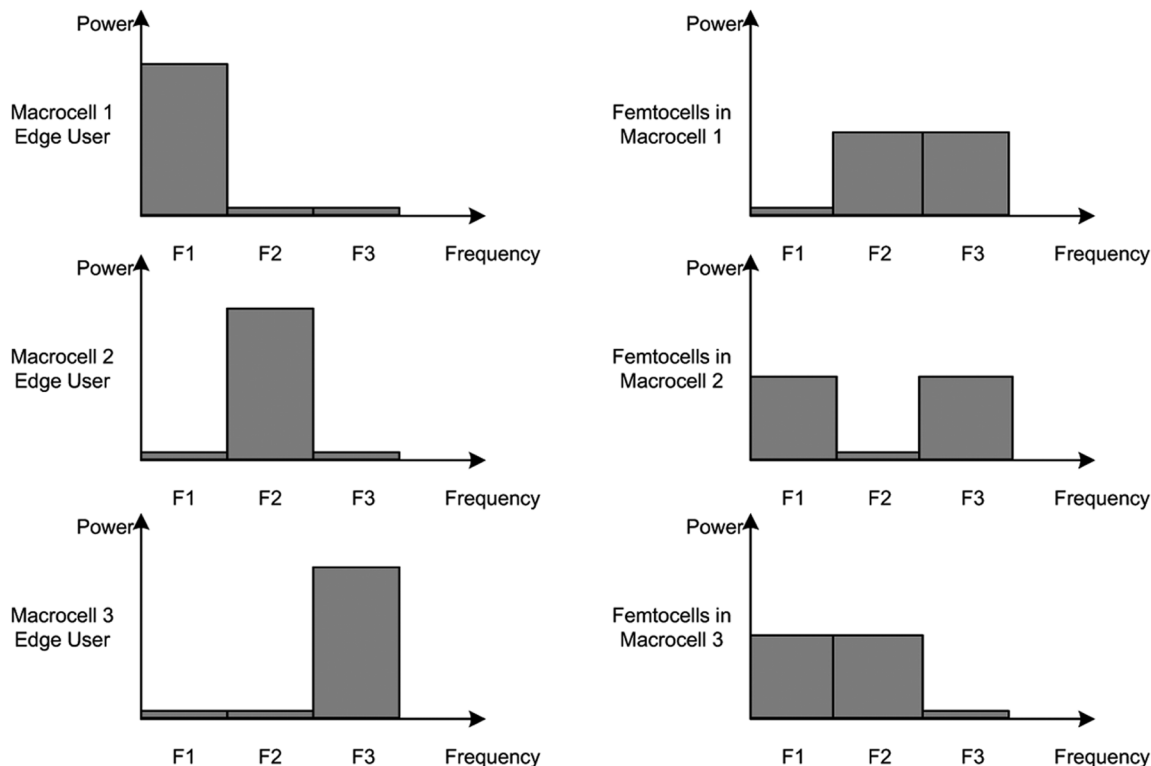 Power
Macrocell 1
Edge User
F1 F2 F3 Frequency
Power
Femtocells in
Macrocell 1
F1 F2 F3 Frequency
Power
Macrocell 2
Edge User
F1 F2 F3 Frequency
Power
Femtocells in
Macrocell 2
F1 F2 F3 Frequency
Power
Macrocell 3
Edge User
F1 F2 F3 Frequency
Power
Femtocells in
Macrocell 3
F1 F2 F3 Frequency